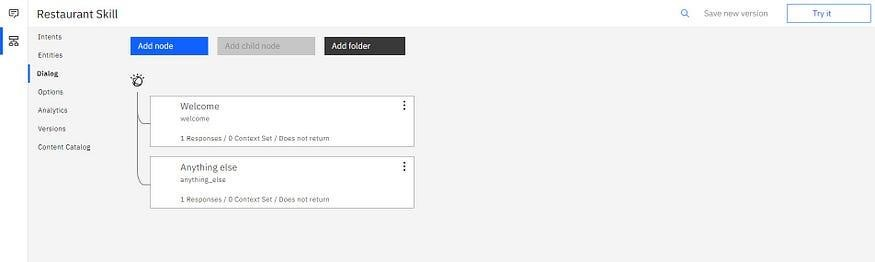 Restaurant Skill
Save new version
Try it
Intents
Entities
Dialog
Options
Analytics
Versions
Content Catalog
Add node
Add child node
Add folder
Welcome
welcome
1 Responses / 0 Context Set / Does not return
Anything else
anything_else
1 Responses / 0 Context Set / Does not return